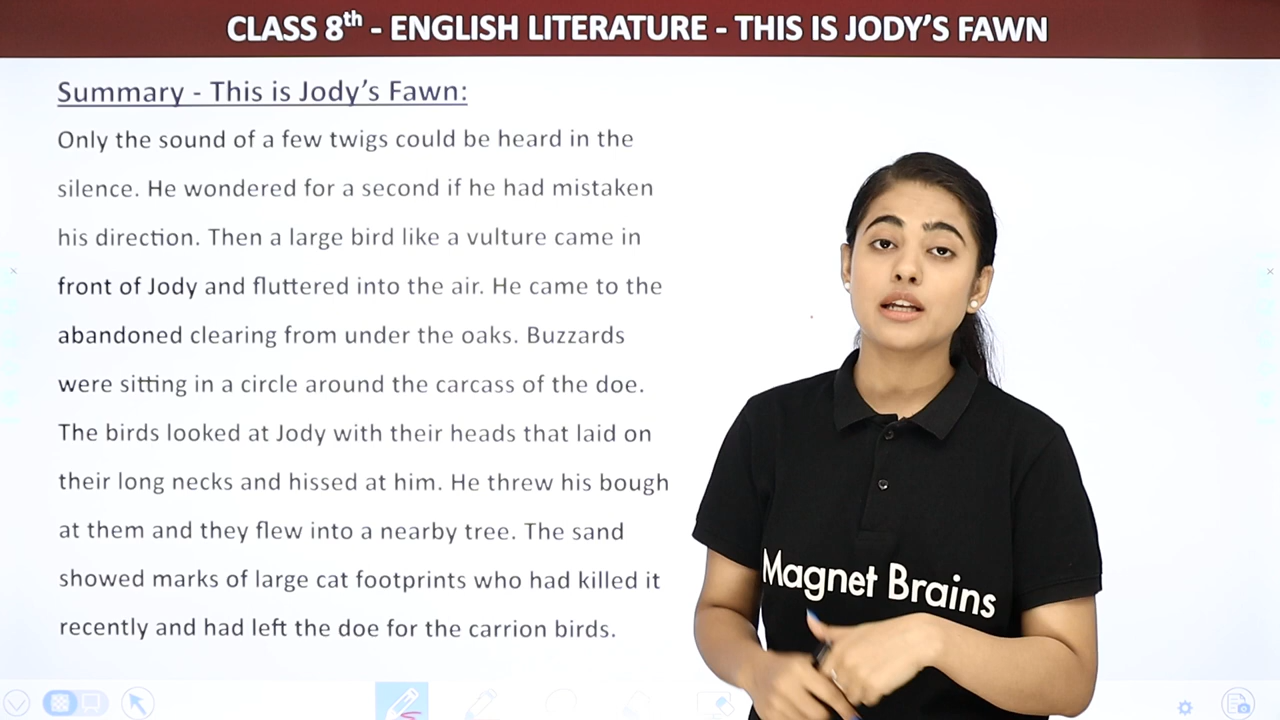 CLASS 8th - ENGLISH LITERATURE - THIS IS JODY'S FAWN
Summary - This is Jody's Fawn:
Only the sound of a few twigs could be heard in the
silence. He wondered for a second if he had mistaken
his direction. Then a large bird like a vulture came in
front of Jody and fluttered into the air. He came to the
abandoned clearing from under the oaks. Buzzards
were sitting in a circle around the carcass of the doe.
The birds looked at Jody with their heads that laid on
their long necks and hissed at him. He threw his bough
at them and they flew into a nearby tree. The sand
showed marks of large cat footprints who had killed it
recently and had left the doe for the carrion birds.
Magnet Brains